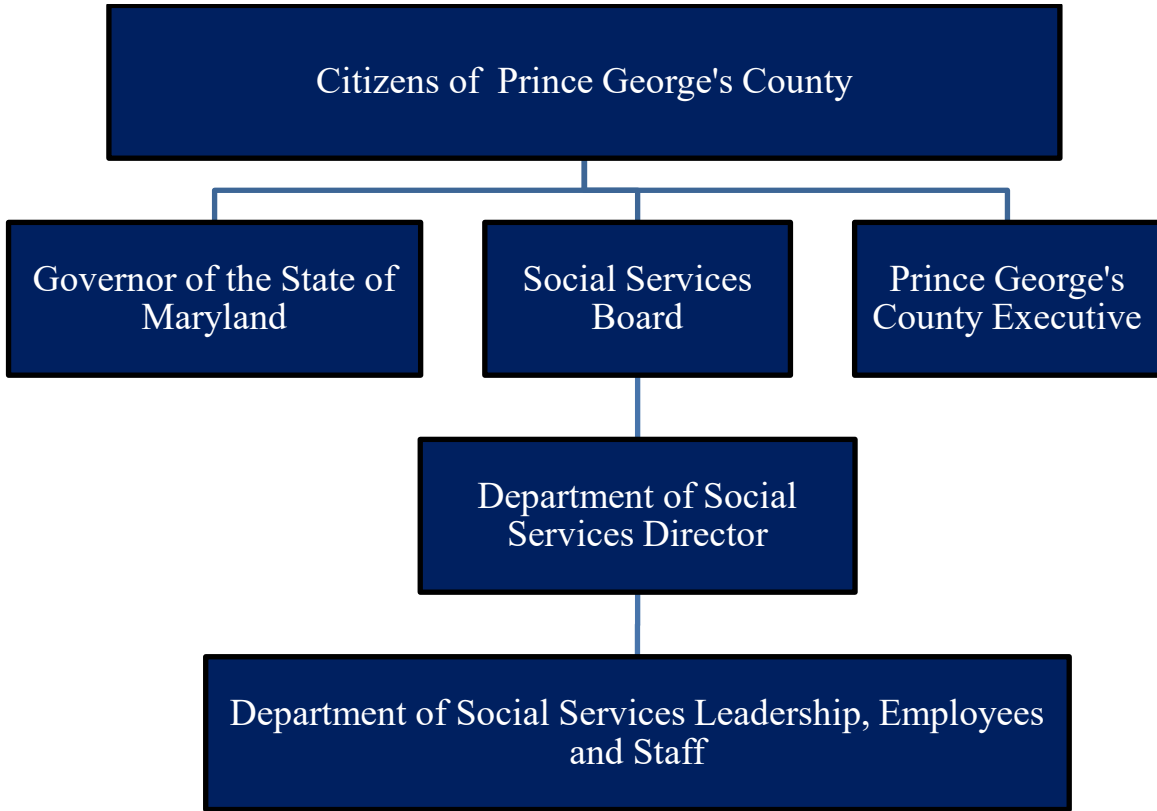 Citizens of Prince George's County
Governor of the State of
Maryland
Social Services
Board
Prince George's
County Executive
Department of Social
Services Director
Department of Social Services Leadership, Employees
and Staff